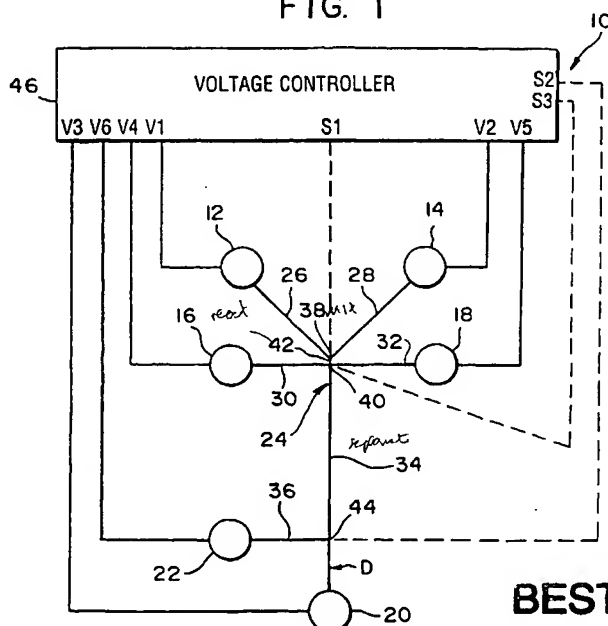 FIG. 1
10
46
VOLTAGE CONTROLLER
S2
S3
V3 V6 V4 V1 S1 V2 V5
12
14
26
28
react
38
mix
16
42
32
18
30
40
24
separat
34
36
44
22
D
20
BEST